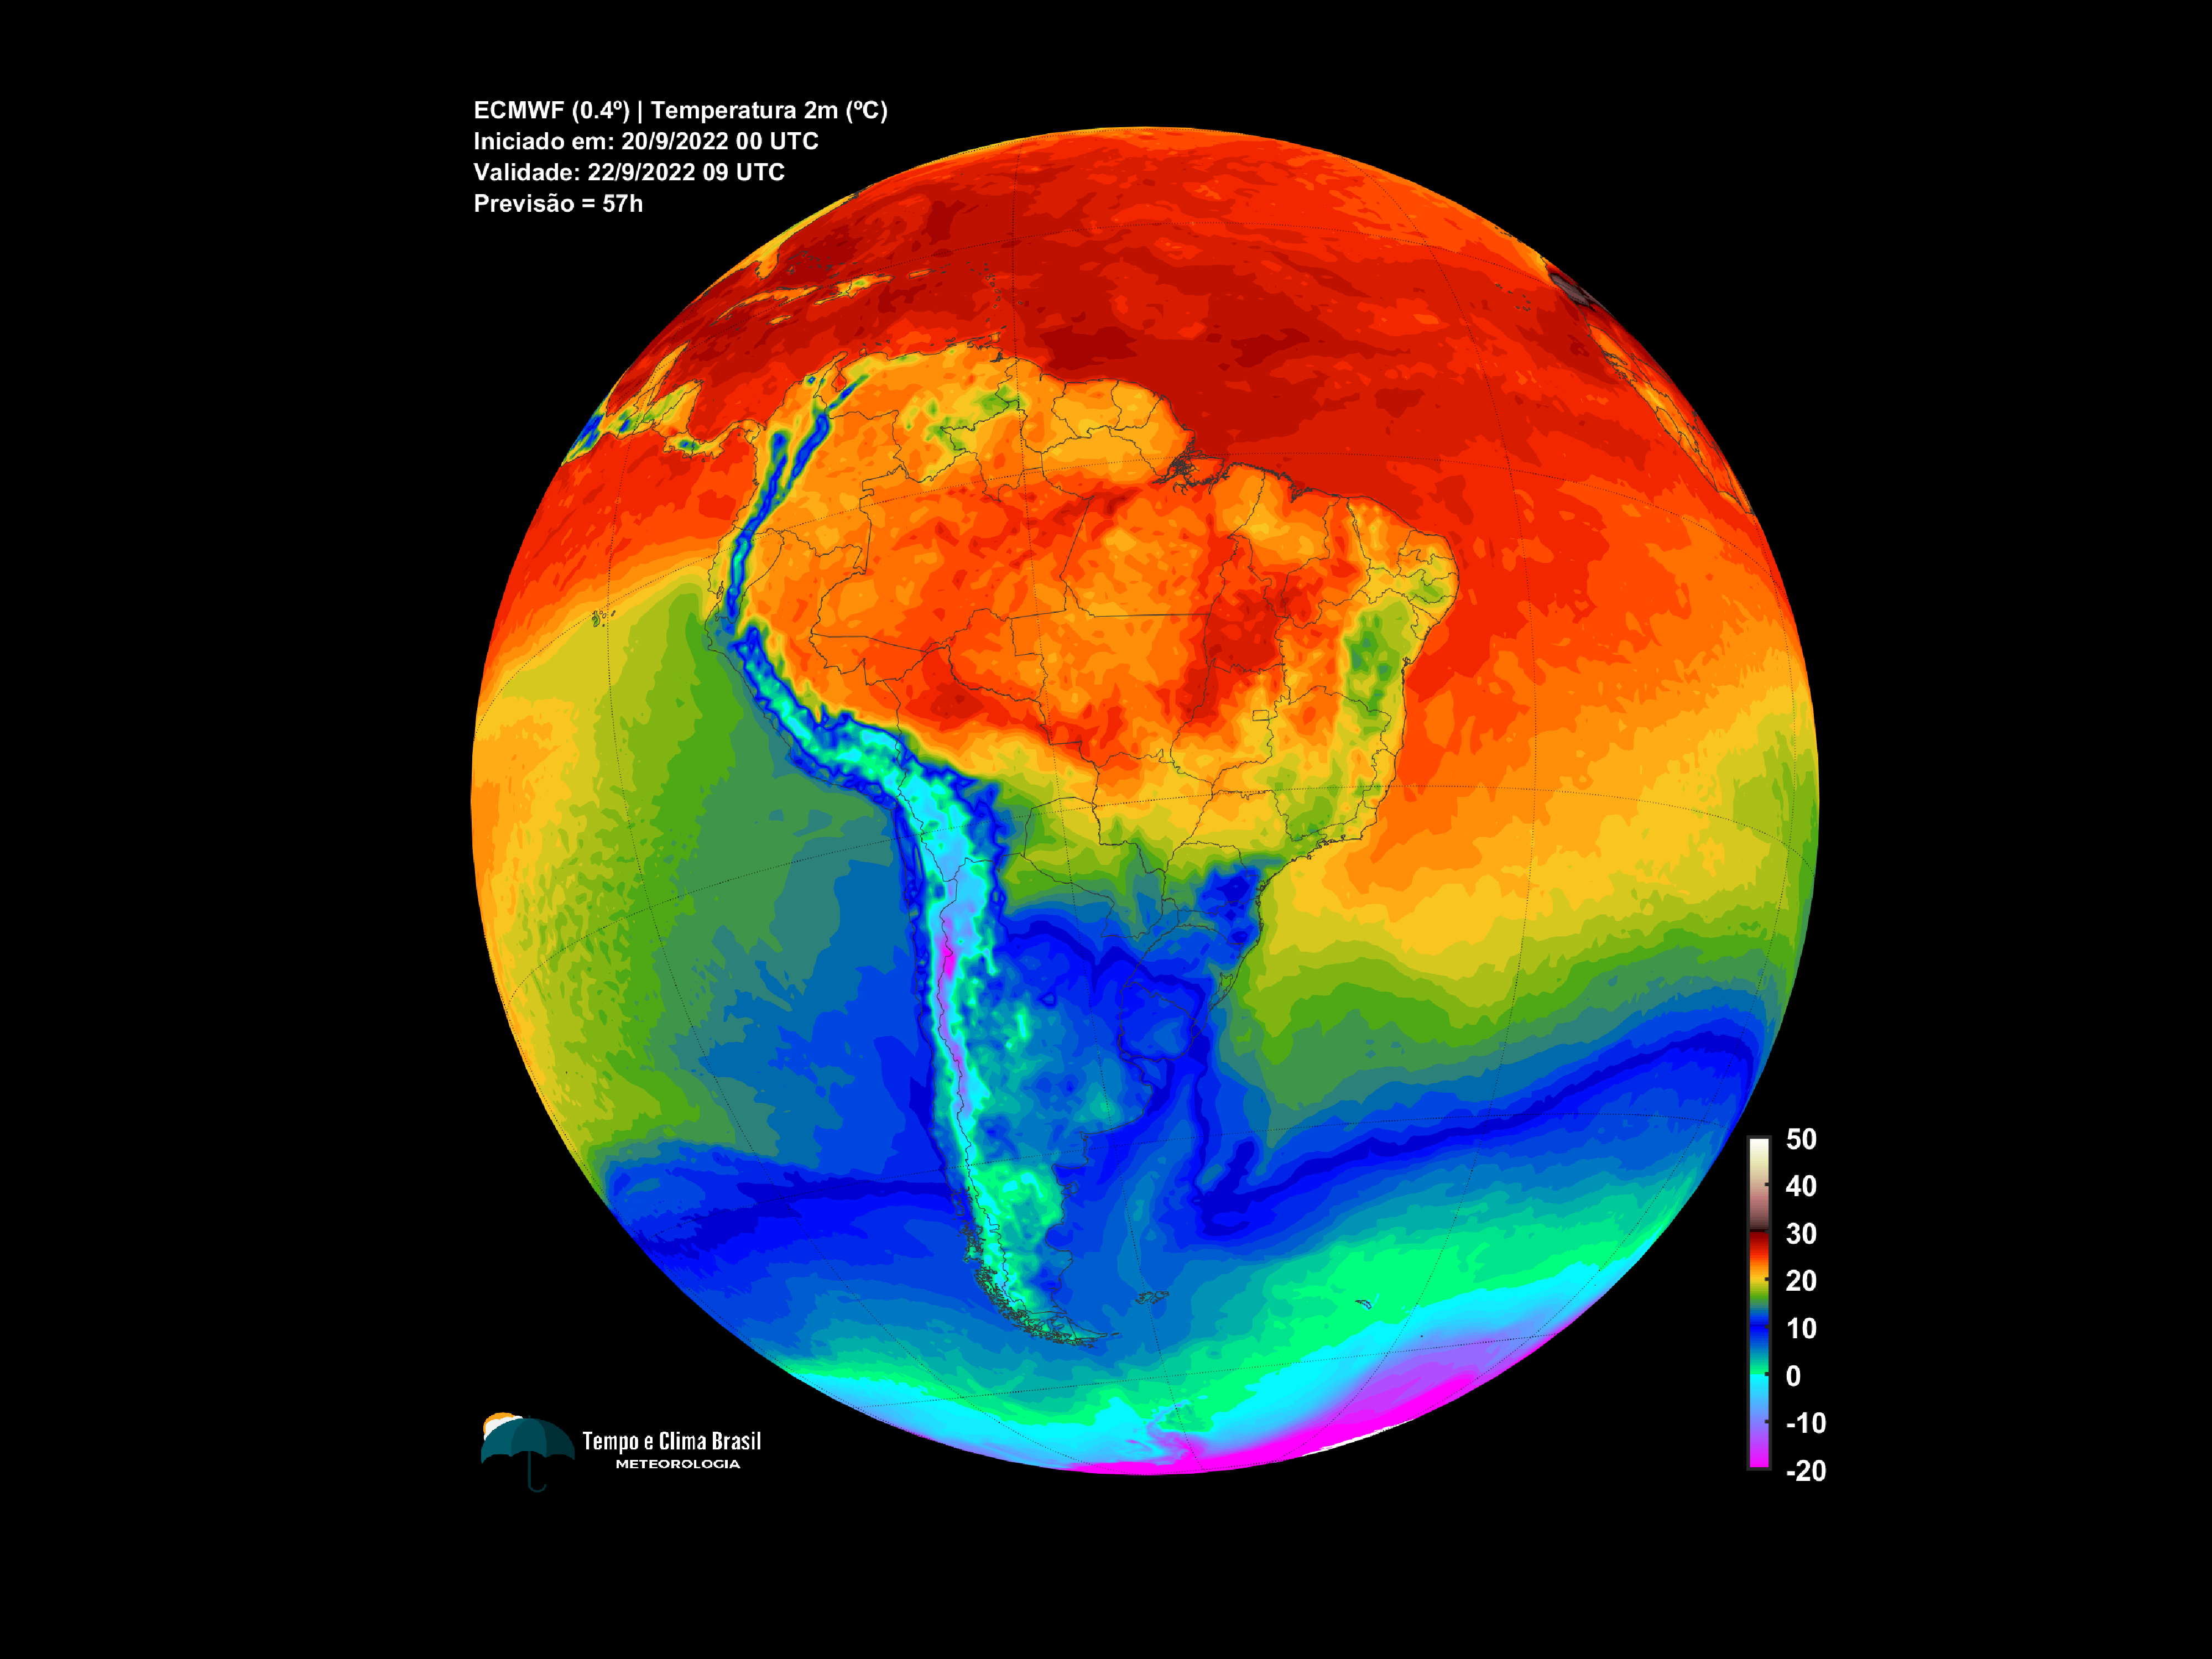 ECMWF (0.4º) | Temperatura 2m (ºC)
Iniciado em: 20/9/2022 00 UTC
Validade: 22/9/2022 09 UTC
Previsão = 57h
50
40
30
20
10
0
-10
-20
Tempo e Clima Brasil
METEOROLOGIA